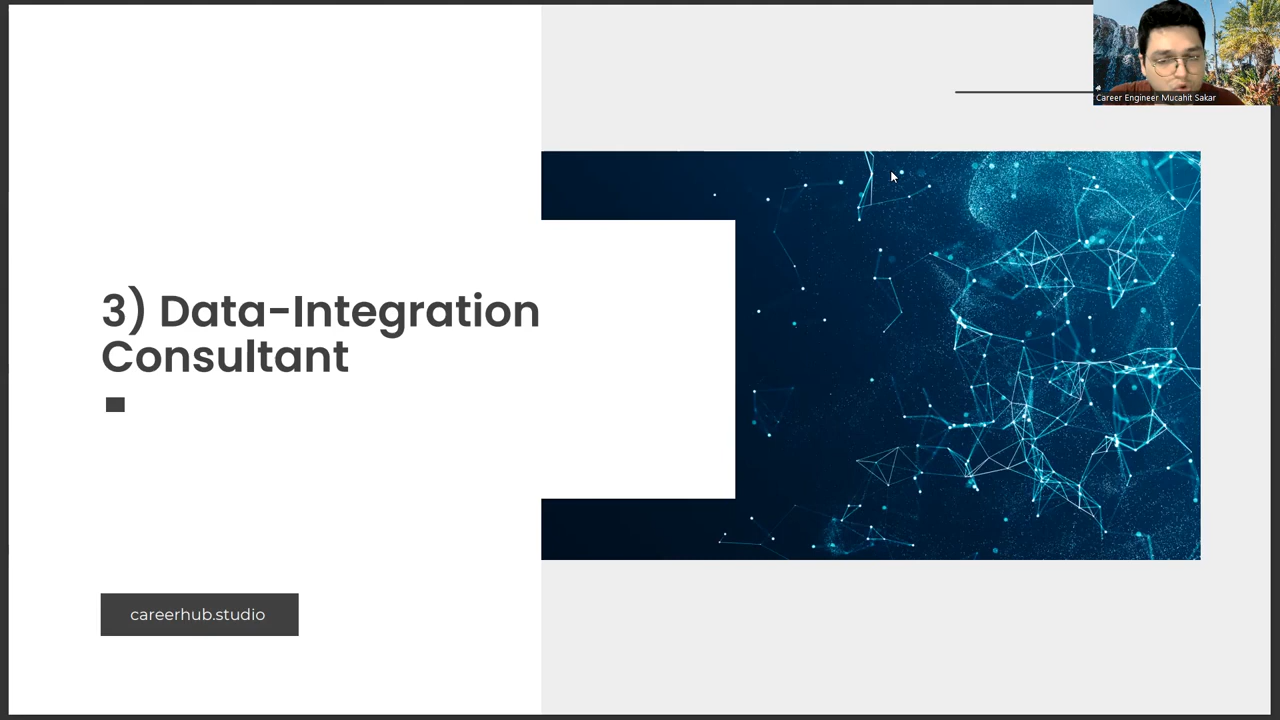 Career Engineer Mucahit Sakar
3) Data-Integration
Consultant
careerhub.studio